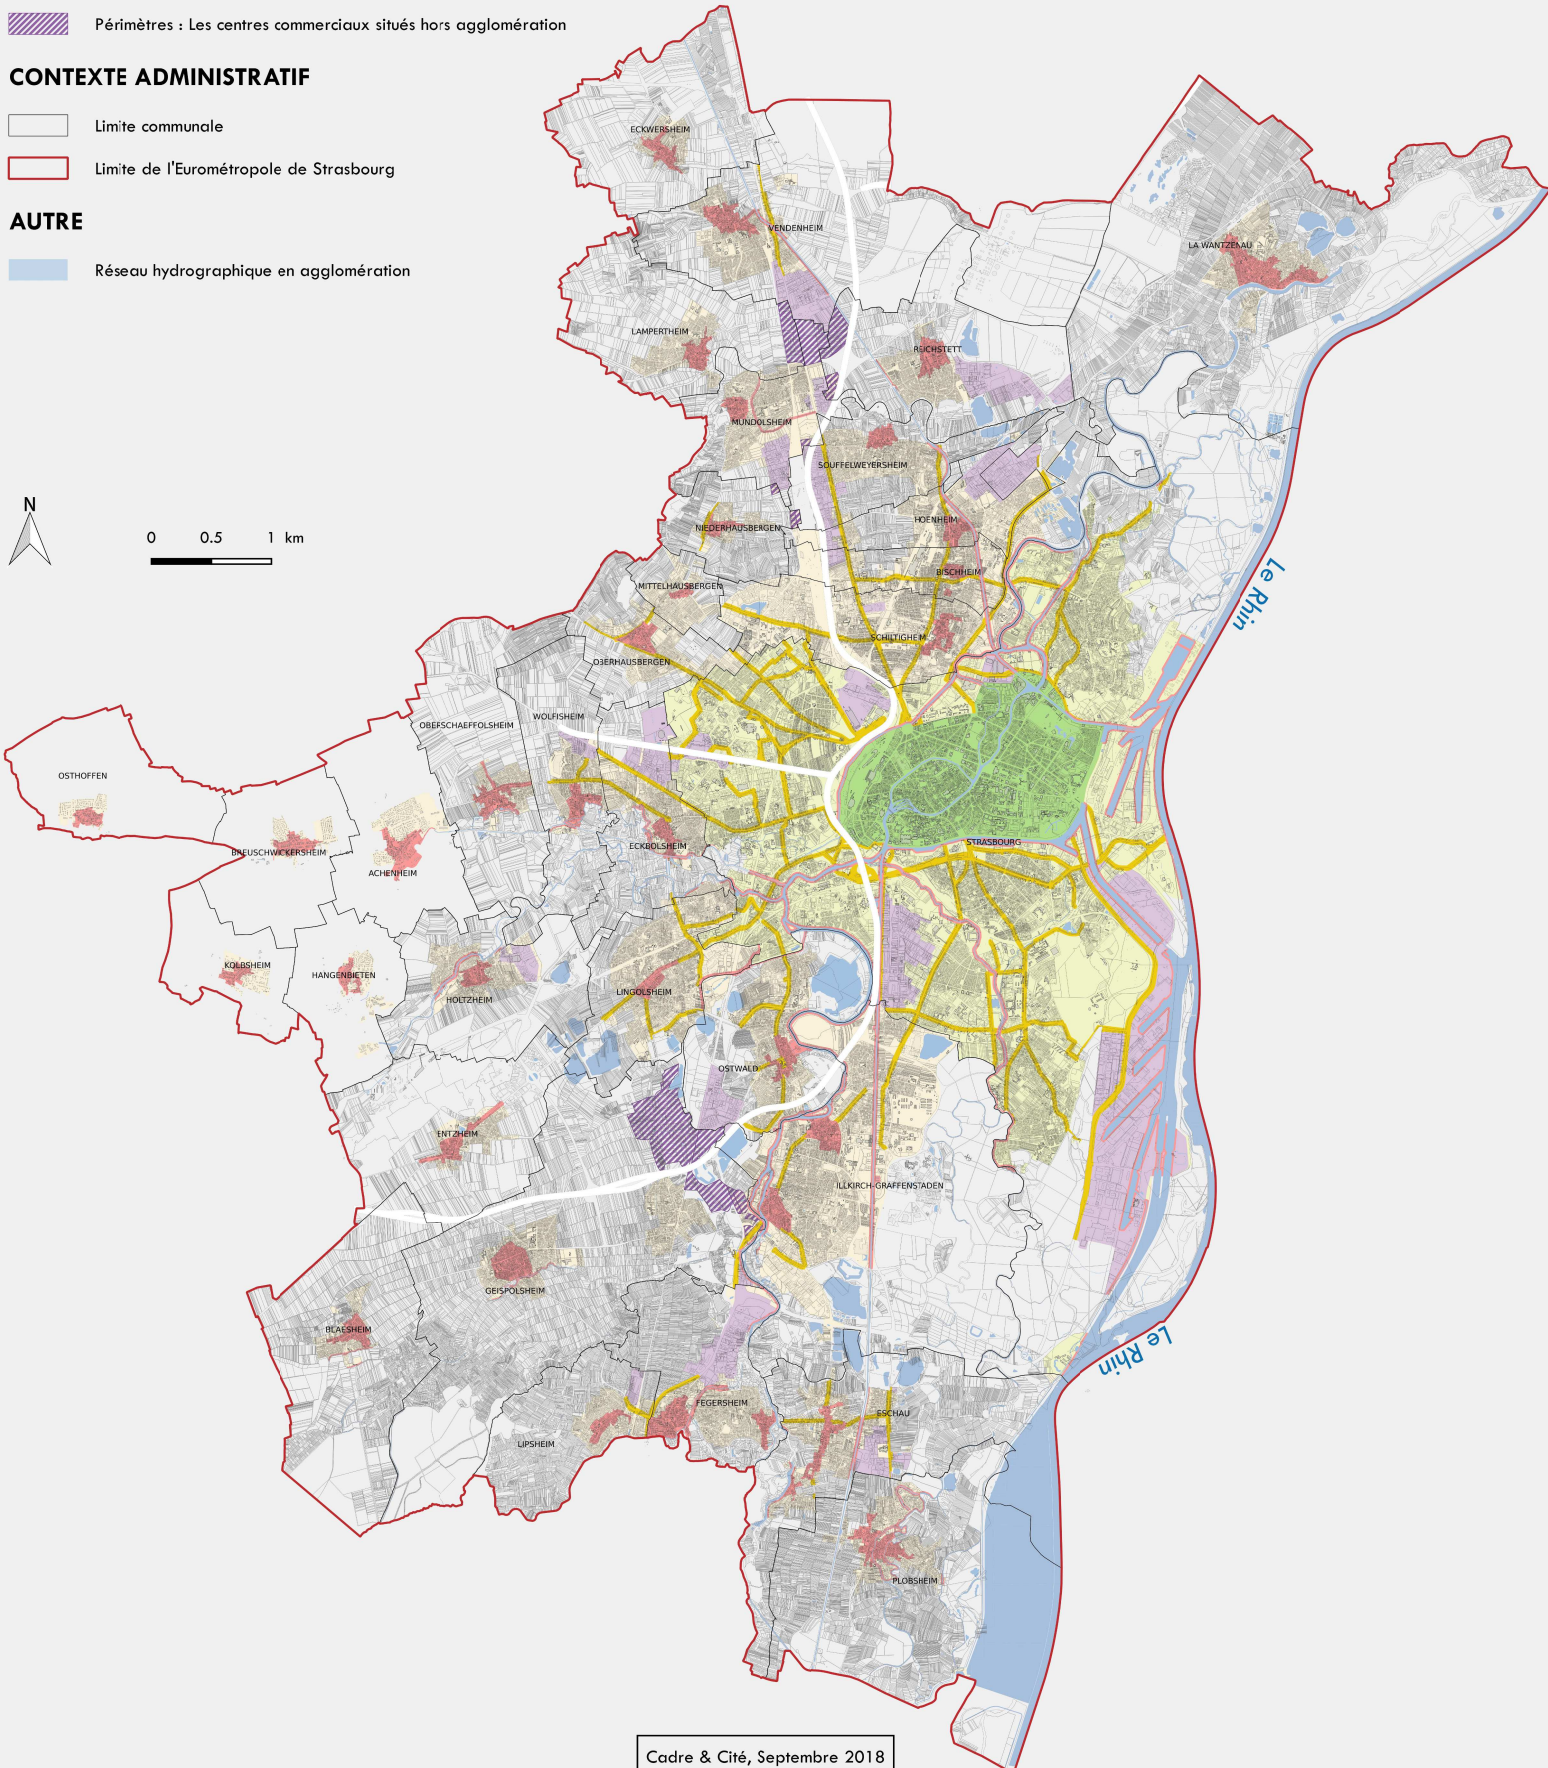 Périmètres : Les centres commerciaux situés hors agglomération
CONTEXTE ADMINISTRATIF
Limite communale
Limite de l'Eurométropole de Strasbourg
AUTRE
Réseau hydrographique en agglomération
N
0 0.5 1 km
ECKWERSHEIM
VENDENHEIM
LA WANTZENAU
LAMPERTHEIM
REICHSTETT
MUNDOLSHEIM
SOUFFELWEYERSHEIM
NIEDERHAUSBERGEN
HOENHEIM
BISCHHEIM
MITTELHAUSBERGEN
Le Rhin
SCHILTIGHEIM
OBERHAUSBERGEN
WOLFISHEIM
OBERSCHAEFFOLSHEIM
OSTHOFFEN
STRASBOURG
ECKBOLSHEIM
BREUSCHWICKERSHEIM
ACHENHEIM
KOLBSHEIM
HANGENBIETEN
HOLTZHEIM
LINGOLSHEIM
OSTWALD
ENTZHEIM
ILLKIRCH-GRAFFENSTADEN
GEISPOLSHEIM
BLAESHEIM
Le Rhin
FEGERSHEIM
ESCHAU
LIPSHEIM
PLOBSHEIM
Cadre & Cité, Septembre 2018